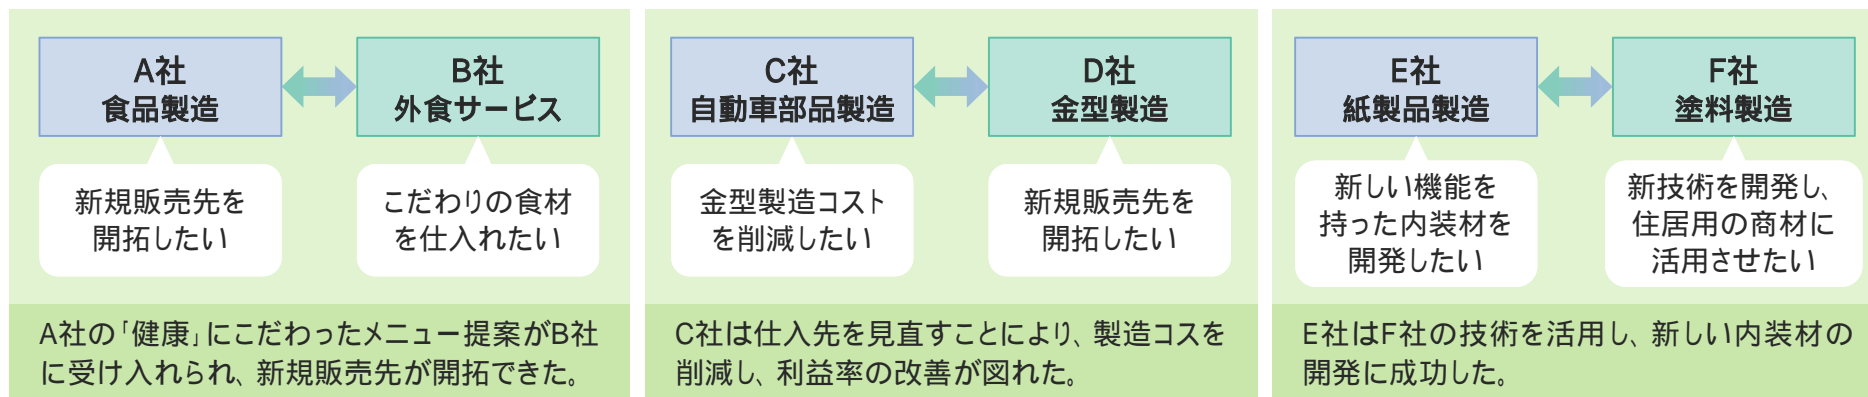 A社
食品製造
B社
外食サービス
新規販売先を
開拓したい
こだわりの食材
を仕入れたい
A社の「健康」にこだわったメニュー提案がB社
に受け入れられ、新規販売先が開拓できた。
C社
自動車部品製造
D社
金型製造
金型製造コスト
を削減したい
新規販売先を
開拓したい
C社は仕入先を見直すことにより、製造コスを
削減し、利益率の改善が図れた。
E社
紙製品製造
F社
塗料製造
新しい機能を
持った内装材を
開発したい
新技術を開発し、
住居用の商材に
活用させたい
E社はF社の技術を活用し、新しい内装材の
開発に成功した。